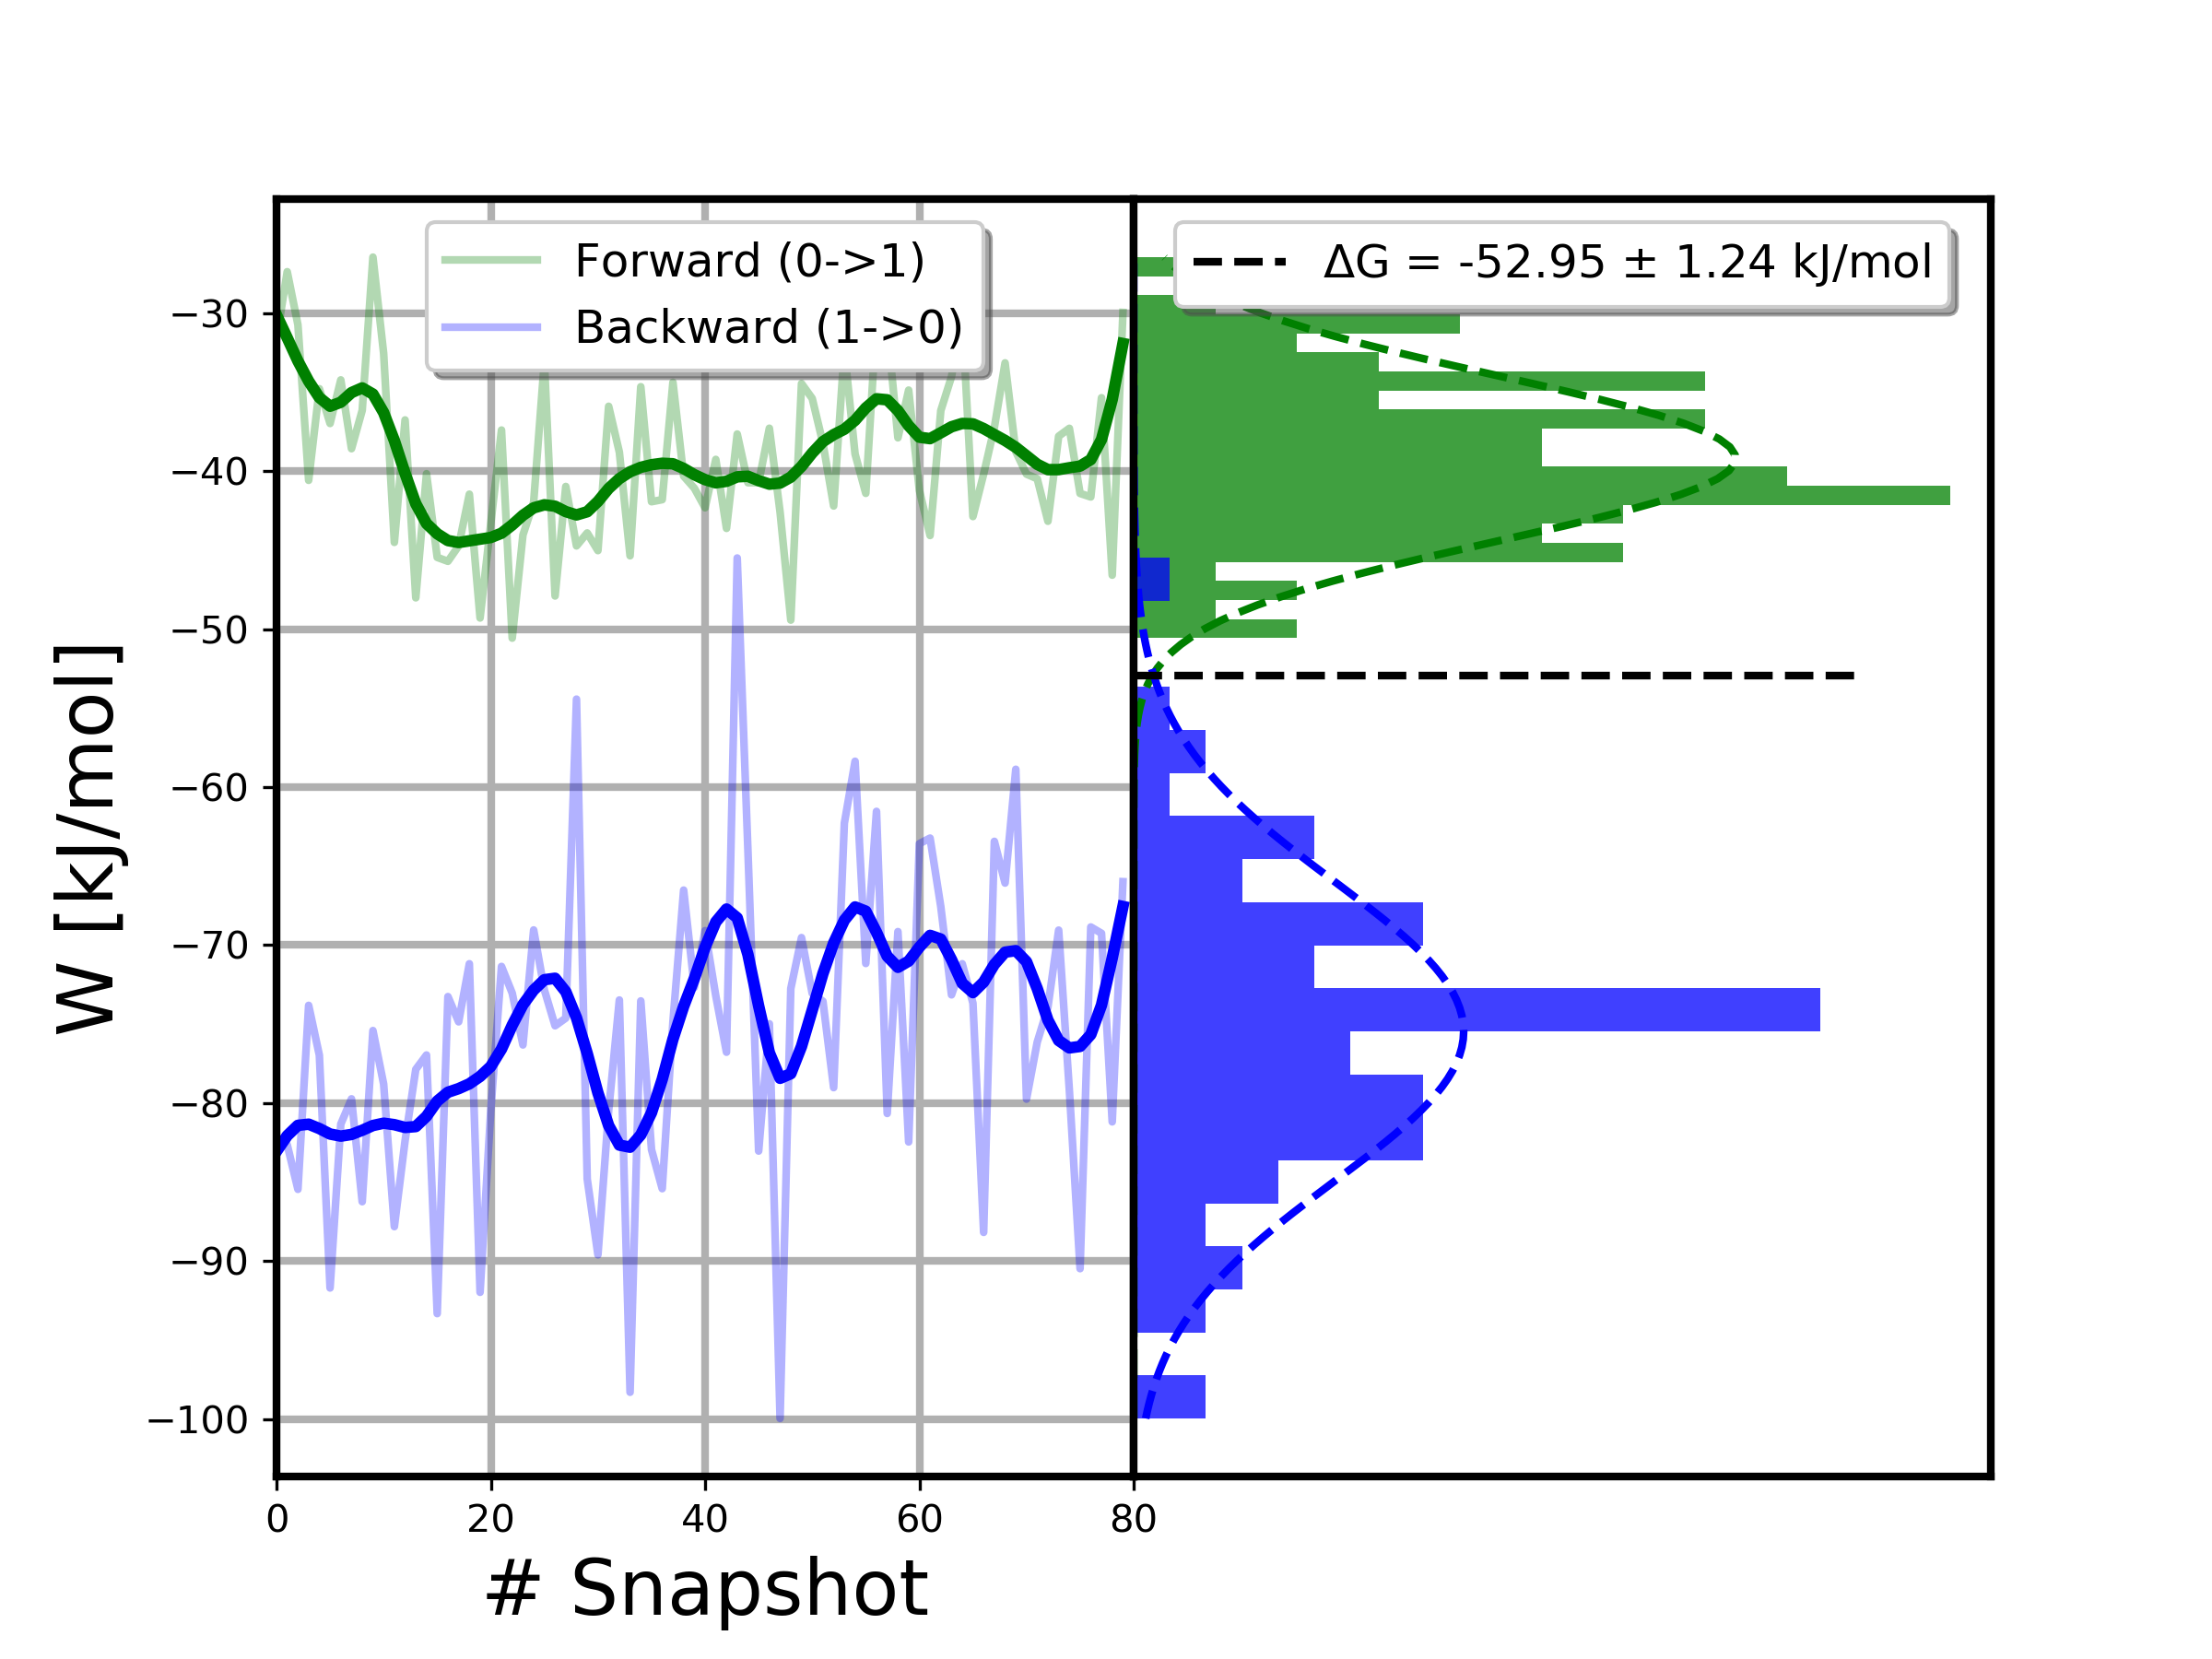 Forward (0->1)
Backward (1->0)
ΔG = -52.95 ± 1.24 kJ/mol
W [kJ/mol]
−30
−40
−50
−60
−70
−80
−90
−100
0 20 40 60 80
# Snapshot